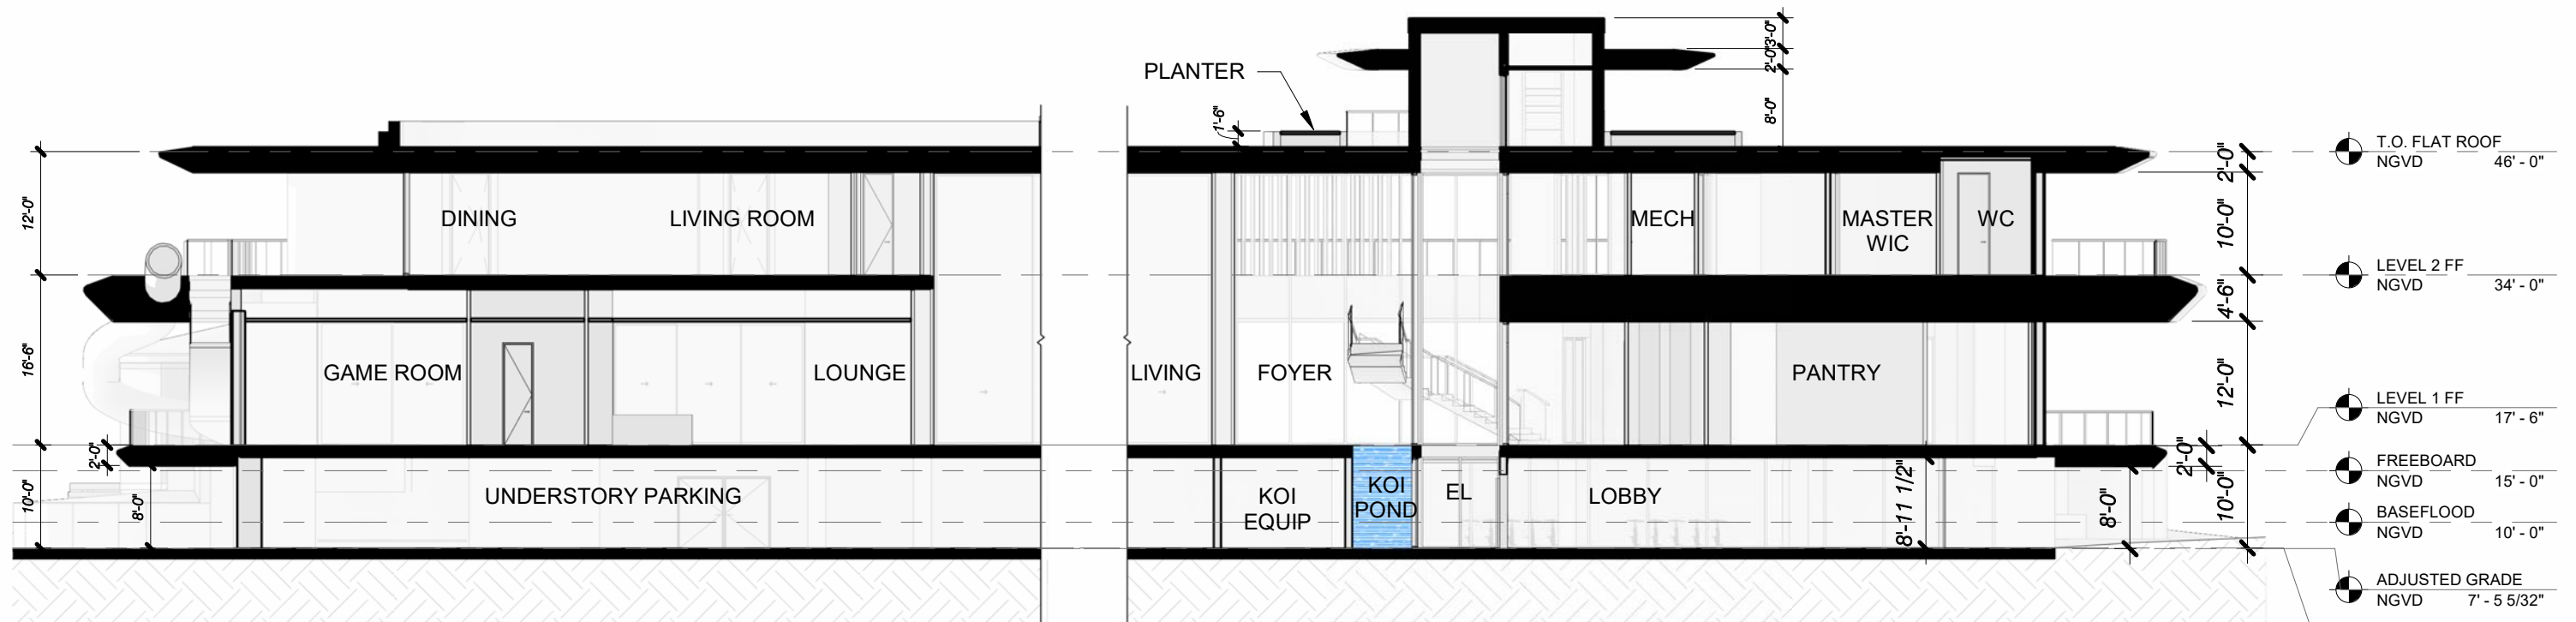 PLANTER
3'-0"
2'-0"
8'-0"
1'-6"
T.O. FLAT ROOF
NGVD 46' - 0"
2'-0"
12'-0"
DINING
LIVING ROOM
MECH
MASTER
WIC
WC
10'-0"
LEVEL 2 FF
NGVD 34' - 0"
4'-6"
16'-6"
GAME ROOM
LOUNGE
LIVING
FOYER
PANTRY
12'-0"
LEVEL 1 FF
NGVD 17' - 6"
2'-0"
2'-0"
FREEBOARD
NGVD 15' - 0"
10'-0"
8'-0"
UNDERSTORY PARKING
KOI
EQUIP
KOI
POND
EL
LOBBY
8'-11 1/2"
8'-0"
10'-0"
BASEFLOOD
NGVD 10' - 0"
ADJUSTED GRADE
NGVD 7' - 5 5/32"